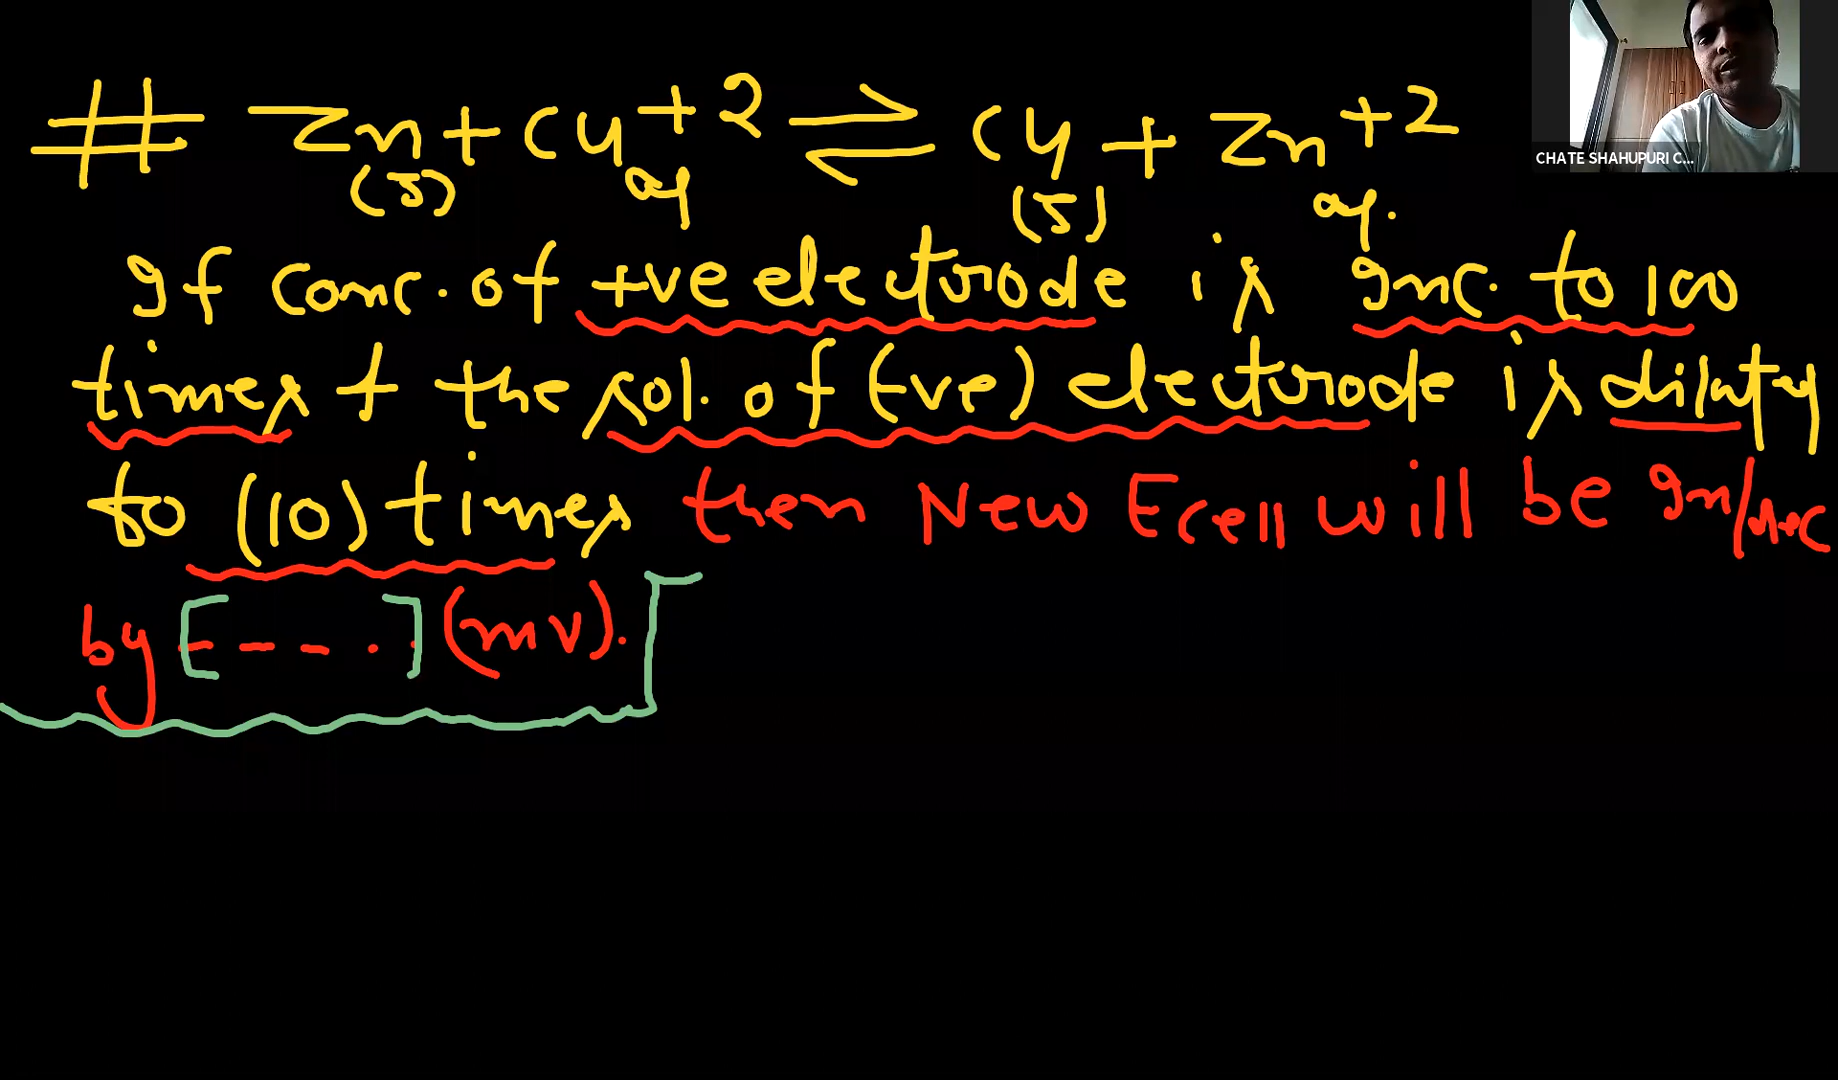 # Zn(s) + Cu+2 aq ⇌ Cu(s) + Zn+2 aq.
CHATE SHAHUPURI C...
If conc. of +ve electrode is Inc. to 100
times & the sol. of (-ve) electrode is dilutes
to (10) times then New Ecell will be In/dec
by [---..] (mv).